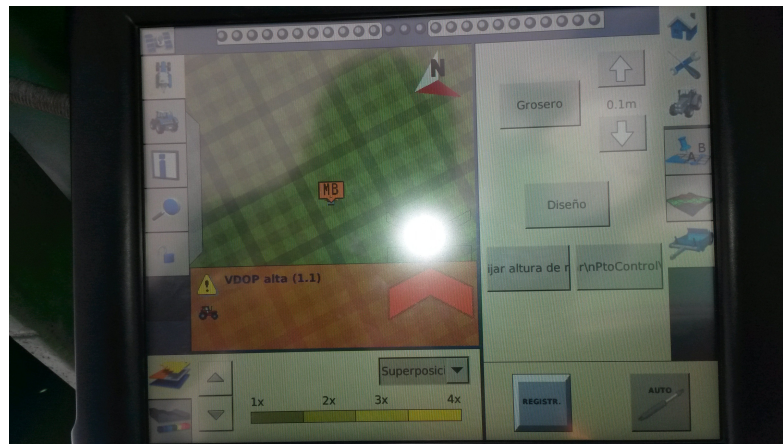 N
Grosero
0.1m
A B
MB
Diseño
ijar altura de r
r\nPtoControl\
VDOP alta (1.1)
Superposici
1x 2x 3x 4x
REGISTR.
AUTO